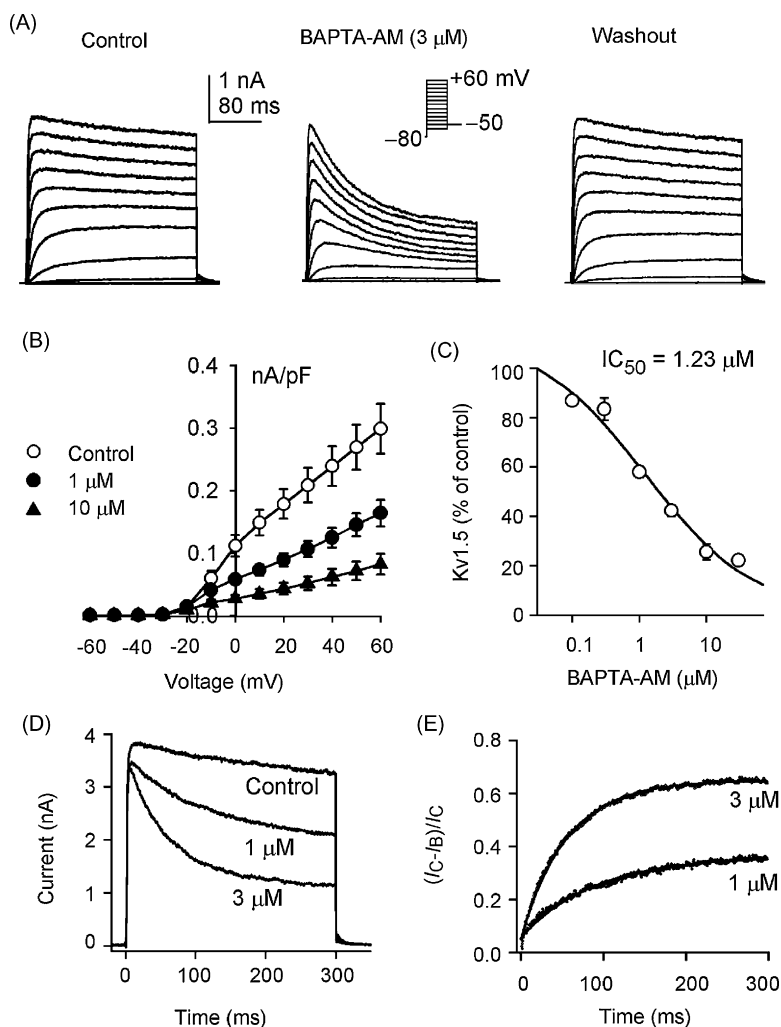 (A)
Control
BAPTA-AM (3 μM)
Washout
1 nA
80 ms
+60 mV
−50
−80
(B)
nA/pF
0.4
0.3
0.2
0.1
0.0
Control
1 μM
10 μM
-60 -40 -20 0 20 40 60
Voltage (mV)
(C)
IC50 = 1.23 μM
Kv1.5 (% of control)
100
80
60
40
20
0
0.1 1 10
BAPTA-AM (μM)
(D)
Current (nA)
4
3
2
1
0
Control
1 μM
3 μM
0 100 200 300
Time (ms)
(E)
(IC-IB)/IC
0.8
0.6
0.4
0.2
0.0
3 μM
1 μM
0 100 200 300
Time (ms)